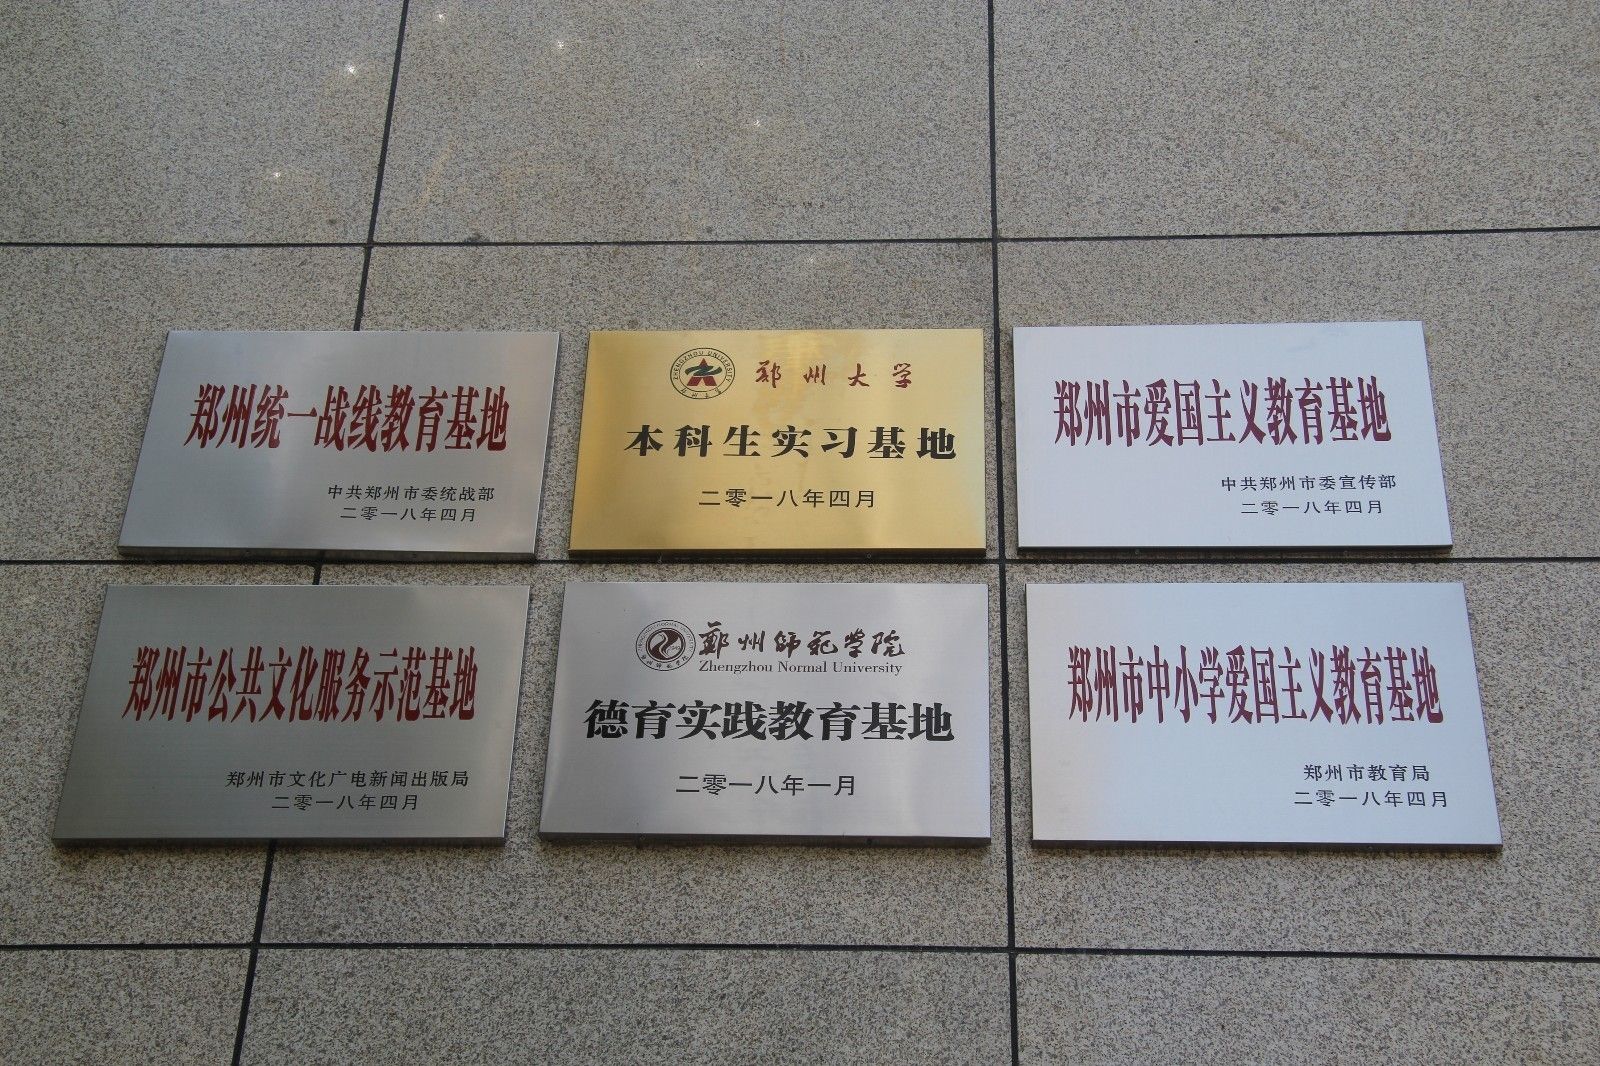 郑州统一战线教育基地
中共郑州市委统战部
二零一八年四月
ZHENGZHOU UNIVERSITY
郑州大学
本科生实习基地
二零一八年四月
郑州市爱国主义教育基地
中共郑州市委宣传部
二零一八年四月
郑州市公共文化服务示范基地
郑州市文化广电新闻出版局
二零一八年四月
鄭州師範學院
Zhengzhou Normal University
德育实践教育基地
二零一八年一月
郑州市中小学爱国主义教育基地
郑州市教育局
二零一八年四月